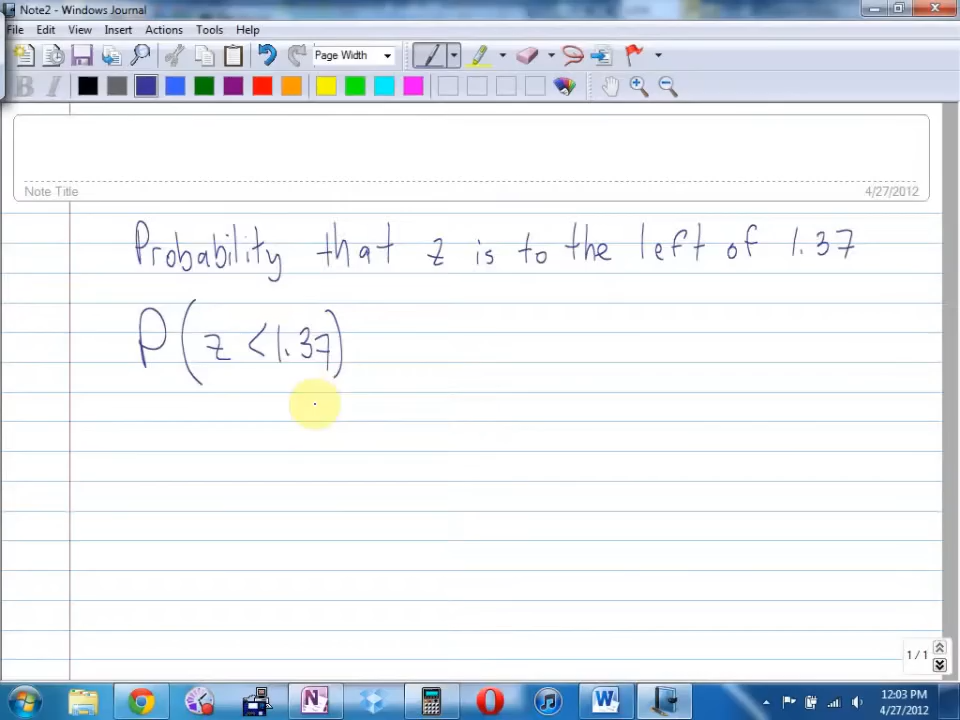 Note2 - Windows Journal
File Edit View Insert Actions Tools Help
Page Width
B I
Note Title
4/27/2012
Probability that z is to the left of 1.37
P(z < 1.37)
1 / 1
12:03 PM
4/27/2012